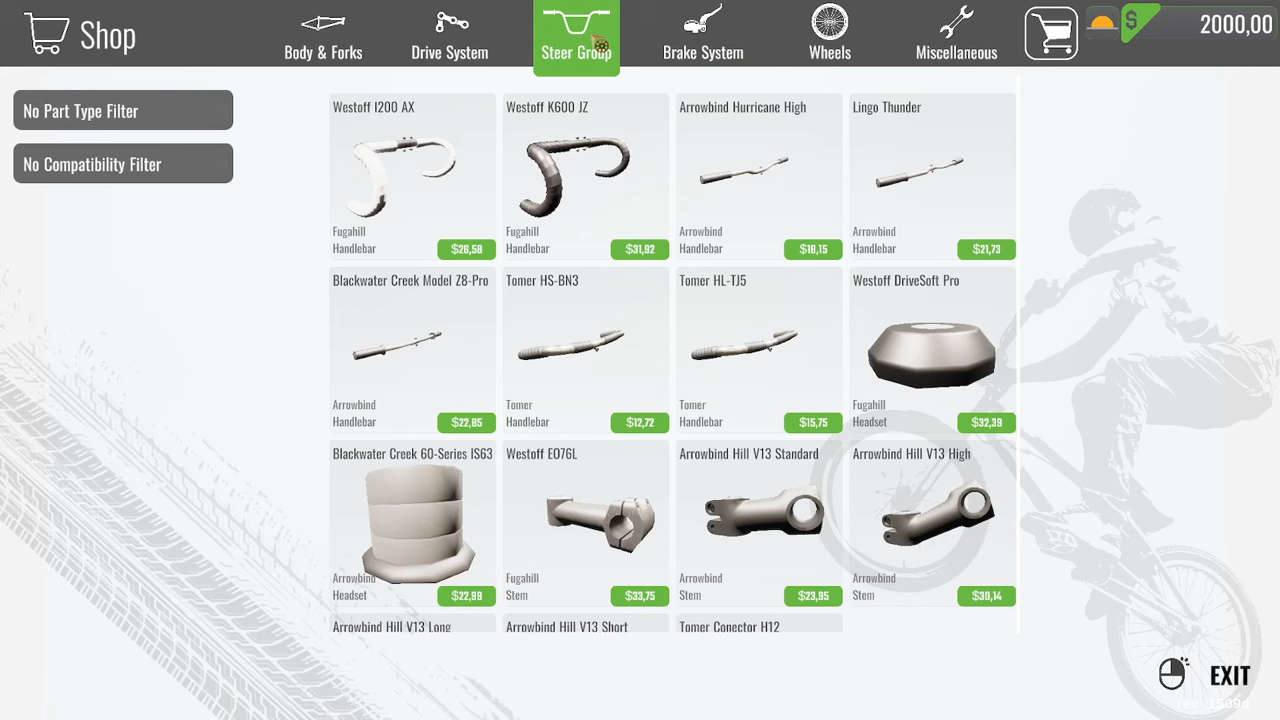 Shop
Body & Forks
Drive System
Steer Group
Brake System
Wheels
Miscellaneous
$
2000,00
No Part Type Filter
No Compatibility Filter
Westoff I200 AX
Fugahill
Handlebar
$26,58
Westoff K600 JZ
Fugahill
Handlebar
$31,92
Arrowbind Hurricane High
Arrowbind
Handlebar
$18,15
Lingo Thunder
Arrowbind
Handlebar
$21,73
Blackwater Creek Model Z8-Pro
Arrowbind
Handlebar
$22,85
Tomer HS-BN3
Tomer
Handlebar
$12,72
Tomer HL-TJ5
Tomer
Handlebar
$15,75
Westoff DriveSoft Pro
Fugahill
Headset
$32,39
Blackwater Creek 60-Series IS63
Arrowbind
Headset
$22,99
Westoff EO76L
Fugahill
Stem
$33,75
Arrowbind Hill V13 Standard
Arrowbind
Stem
$23,95
Arrowbind Hill V13 High
Arrowbind
Stem
$30,14
Arrowbind Hill V13 Long
Arrowbind Hill V13 Short
Tomer Conector H12
EXIT